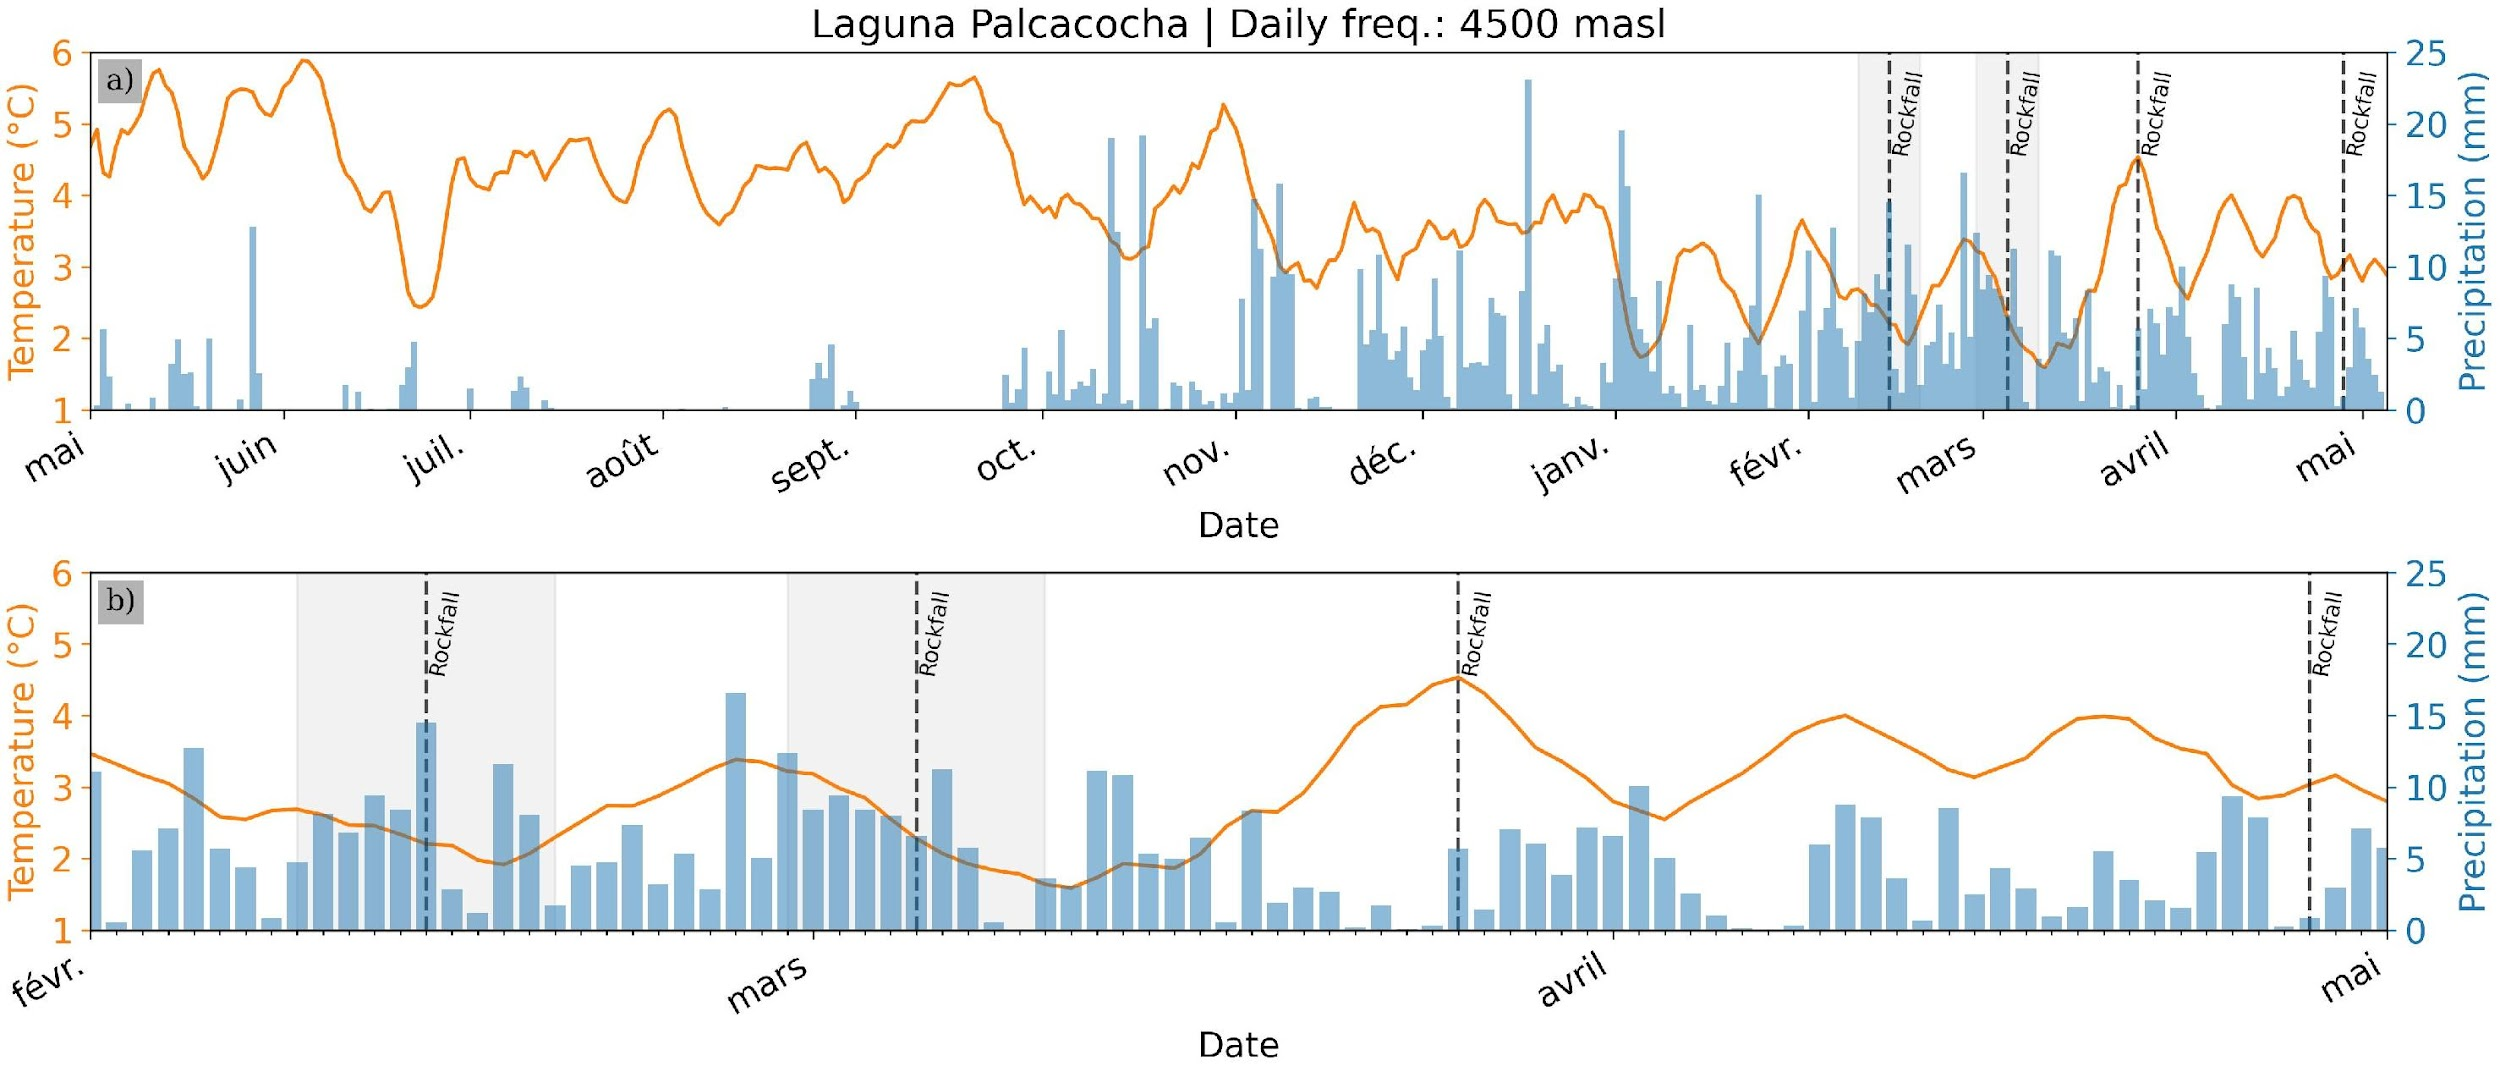 Laguna Palcacocha | Daily freq.: 4500 masl
a)
Temperature (°C)
6
5
4
3
2
1
Rockfall
Rockfall
Rockfall
Rockfall
25
20
15
10
5
0
Precipitation (mm)
mai
juin
juil.
août
sept.
oct.
nov.
déc.
janv.
févr.
mars
avril
mai
Date
b)
Temperature (°C)
6
5
4
3
2
1
Rockfall
Rockfall
Rockfall
Rockfall
25
20
15
10
5
0
Precipitation (mm)
févr.
mars
avril
mai
Date